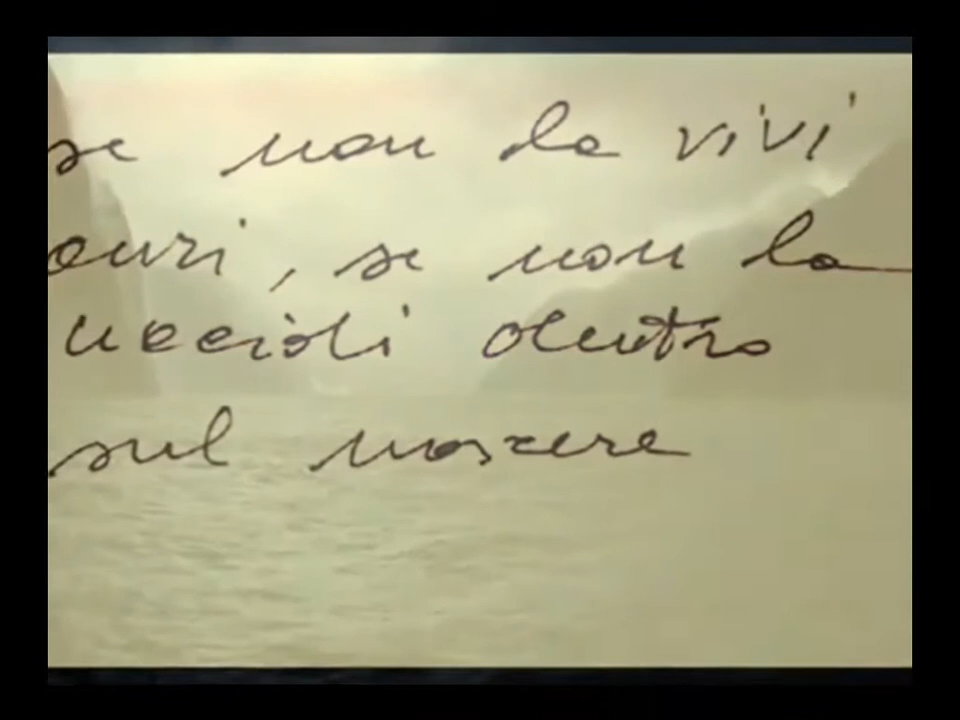 se non la vivi
ouri, se non la
uccidi dentro
sul nascere